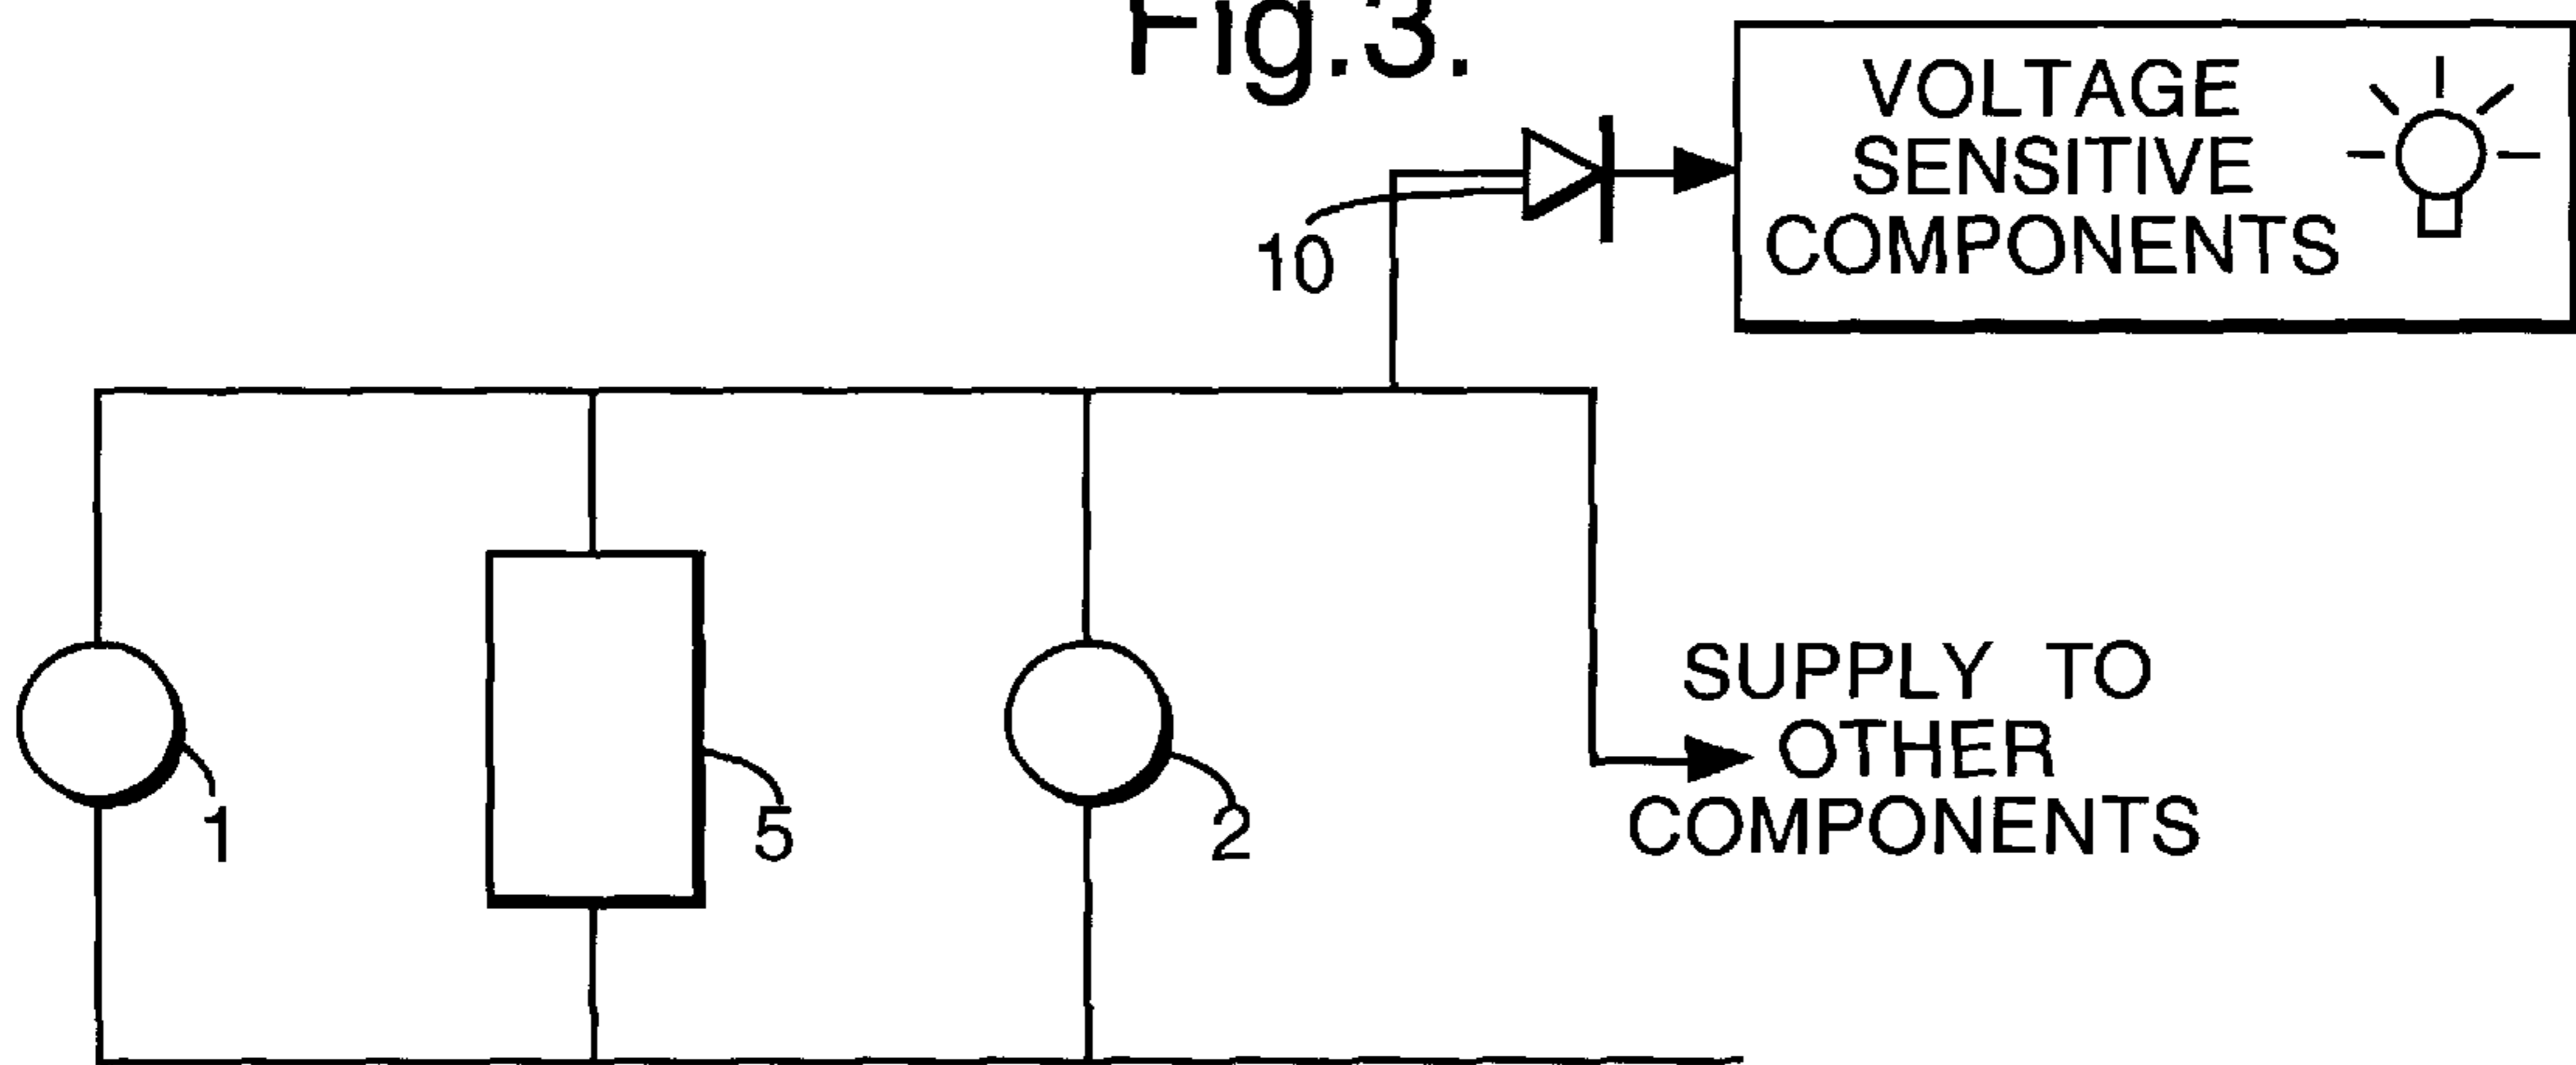 Fig.3.
VOLTAGE
SENSITIVE
COMPONENTS
10
SUPPLY TO
OTHER
COMPONENTS
1
5
2